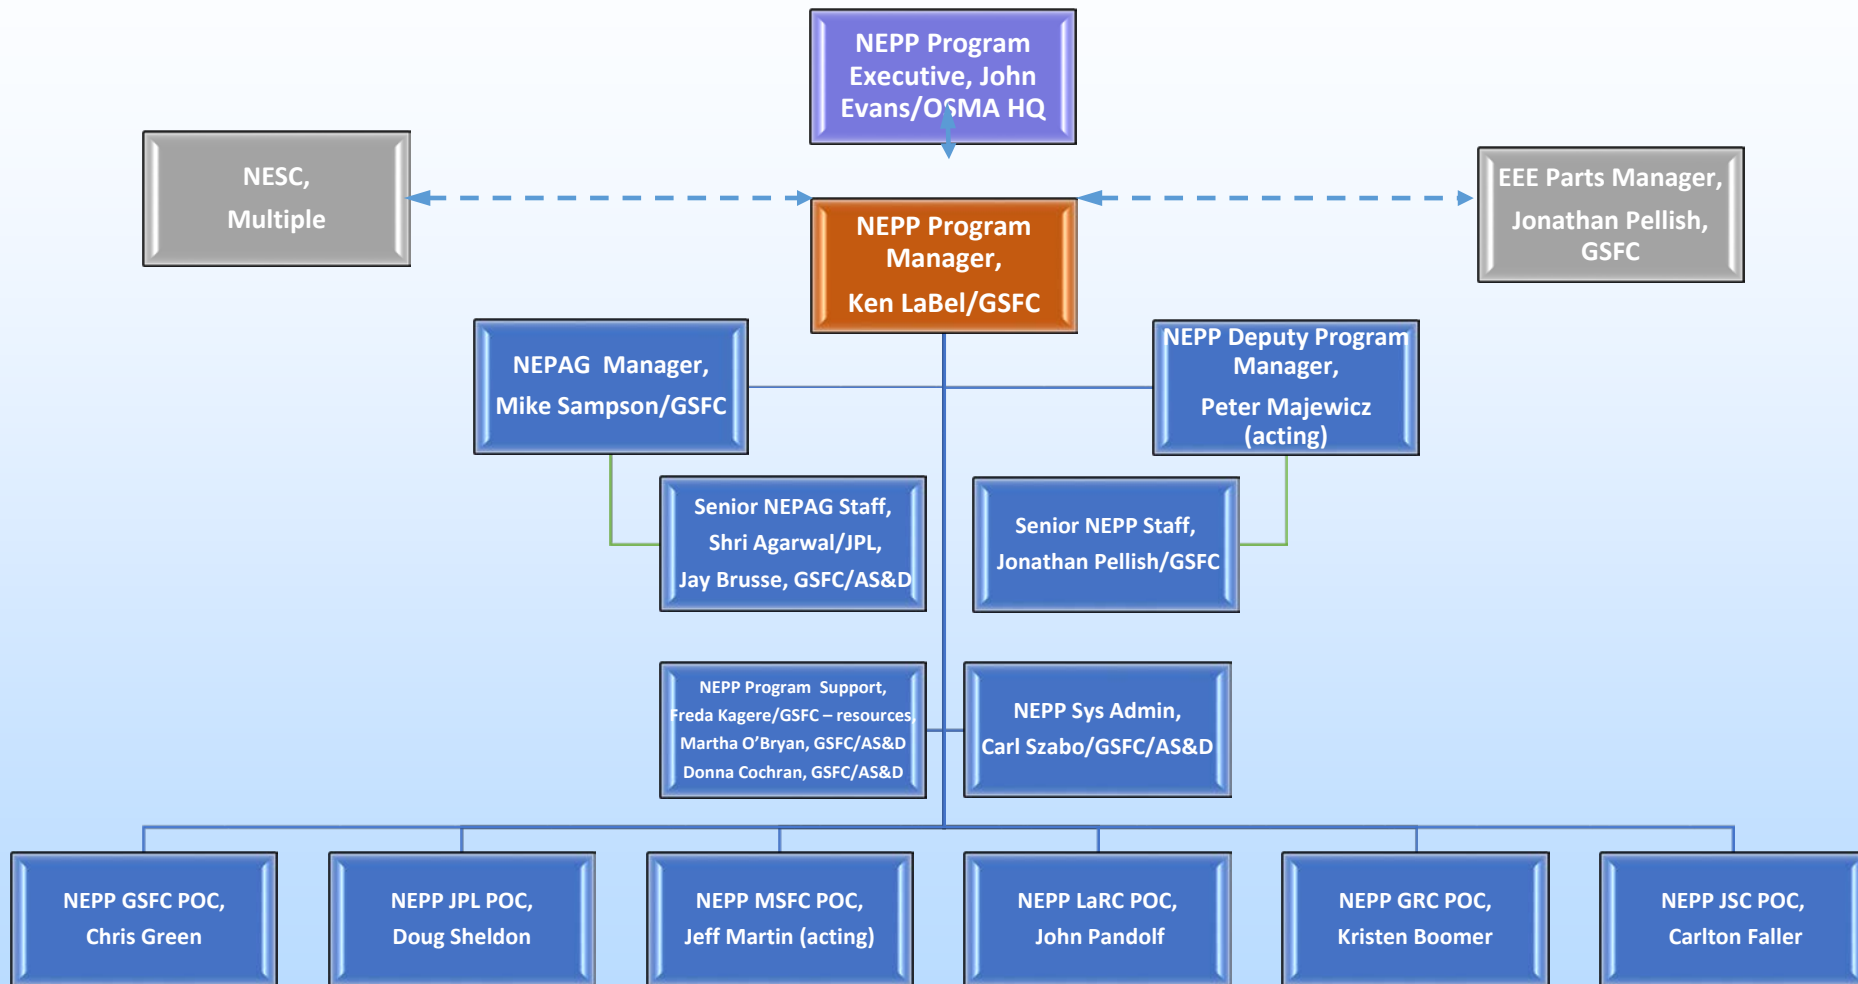 NEPP Program
Executive, John
Evans/OSMA HQ
NESC,
Multiple
EEE Parts Manager,
Jonathan Pellish,
GSFC
NEPP Program
Manager,
Ken LaBel/GSFC
NEPAG Manager,
Mike Sampson/GSFC
NEPP Deputy Program
Manager,
Peter Majewicz
(acting)
Senior NEPAG Staff,
Shri Agarwal/JPL,
Jay Brusse, GSFC/AS&D
Senior NEPP Staff,
Jonathan Pellish/GSFC
NEPP Program Support,
Freda Kagere/GSFC – resources,
Martha O’Bryan, GSFC/AS&D
Donna Cochran, GSFC/AS&D
NEPP Sys Admin,
Carl Szabo/GSFC/AS&D
NEPP GSFC POC,
Chris Green
NEPP JPL POC,
Doug Sheldon
NEPP MSFC POC,
Jeff Martin (acting)
NEPP LaRC POC,
John Pandolf
NEPP GRC POC,
Kristen Boomer
NEPP JSC POC,
Carlton Faller